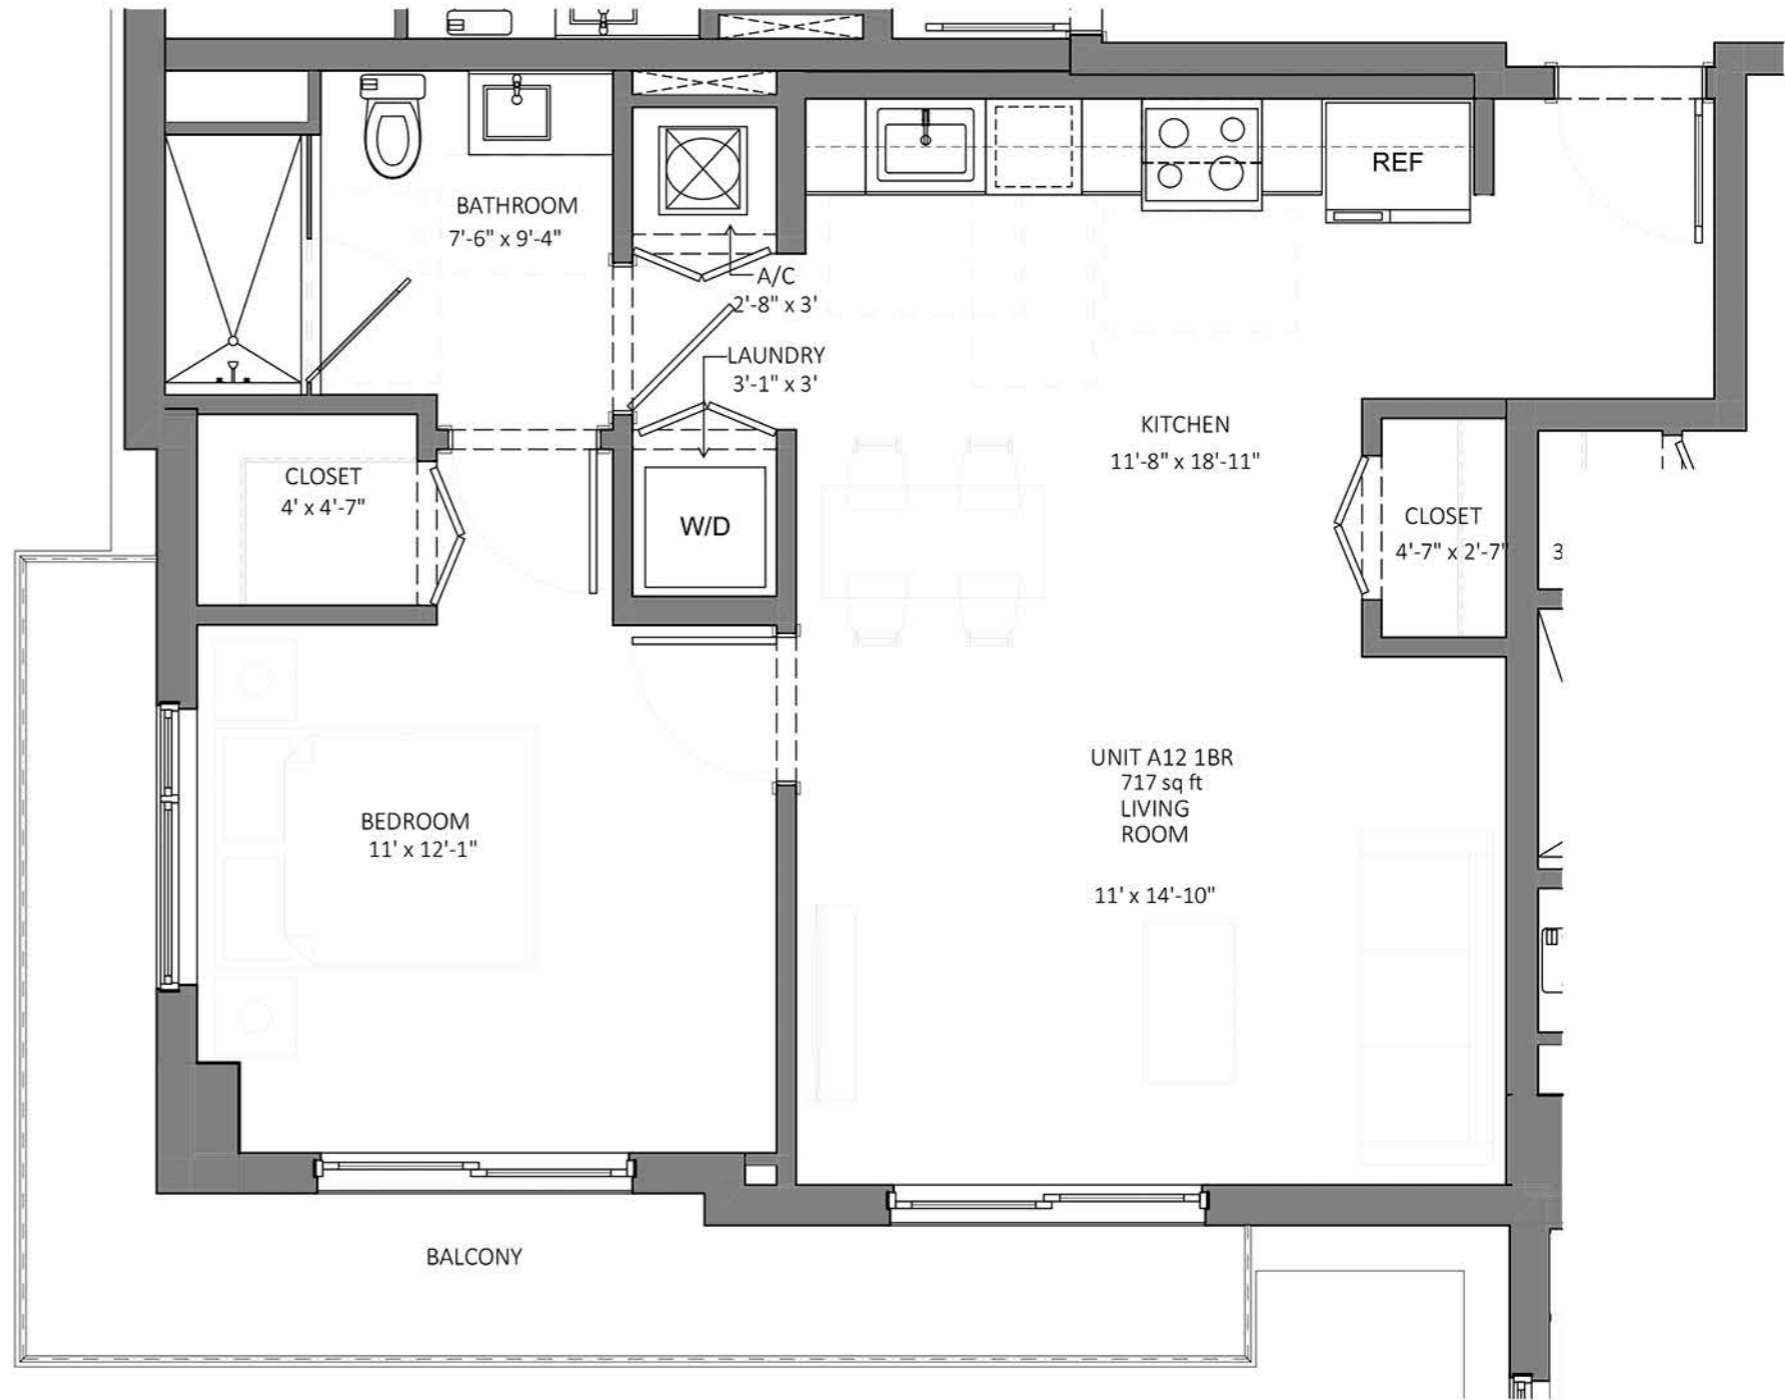 REF
BATHROOM
7'-6" x 9'-4"
A/C
2'-8" x 3'
LAUNDRY
3'-1" x 3'
KITCHEN
11'-8" x 18'-11"
CLOSET
4' x 4'-7"
W/D
CLOSET
4'-7" x 2'-7"
3
UNIT A12 1BR
717 sq ft
LIVING
ROOM
11' x 14'-10"
BEDROOM
11' x 12'-1"
BALCONY